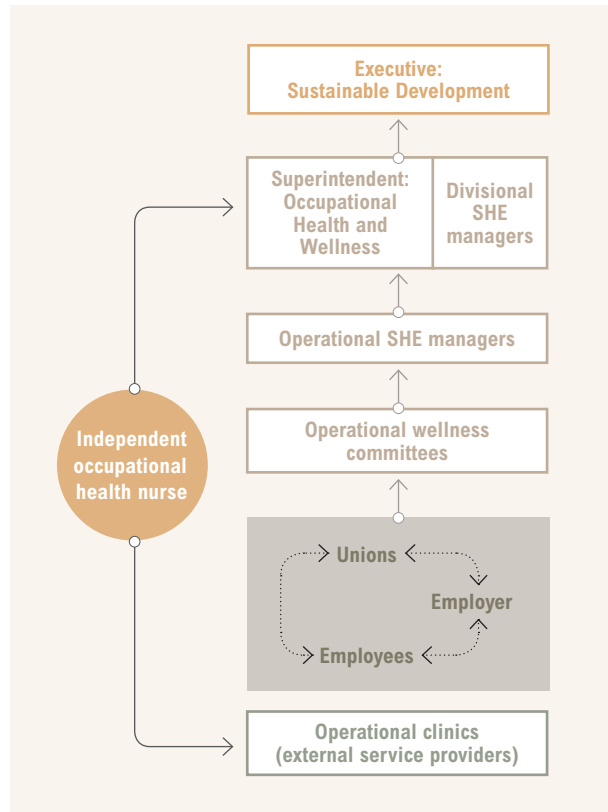 Executive:
Sustainable Development
Superintendent:
Occupational
Health and
Wellness
Divisional
SHE
managers
Operational SHE managers
Operational wellness
committees
Independent
occupational
health nurse
Unions
Employer
Employees
Operational clinics
(external service providers)